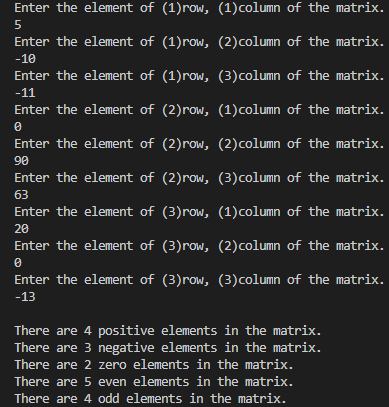 Enter the element of (1)row, (1)column of the matrix.
5
Enter the element of (1)row, (2)column of the matrix.
-10
Enter the element of (1)row, (3)column of the matrix.
-11
Enter the element of (2)row, (1)column of the matrix.
0
Enter the element of (2)row, (2)column of the matrix.
90
Enter the element of (2)row, (3)column of the matrix.
63
Enter the element of (3)row, (1)column of the matrix.
20
Enter the element of (3)row, (2)column of the matrix.
0
Enter the element of (3)row, (3)column of the matrix.
-13
There are 4 positive elements in the matrix.
There are 3 negative elements in the matrix.
There are 2 zero elements in the matrix.
There are 5 even elements in the matrix.
There are 4 odd elements in the matrix.